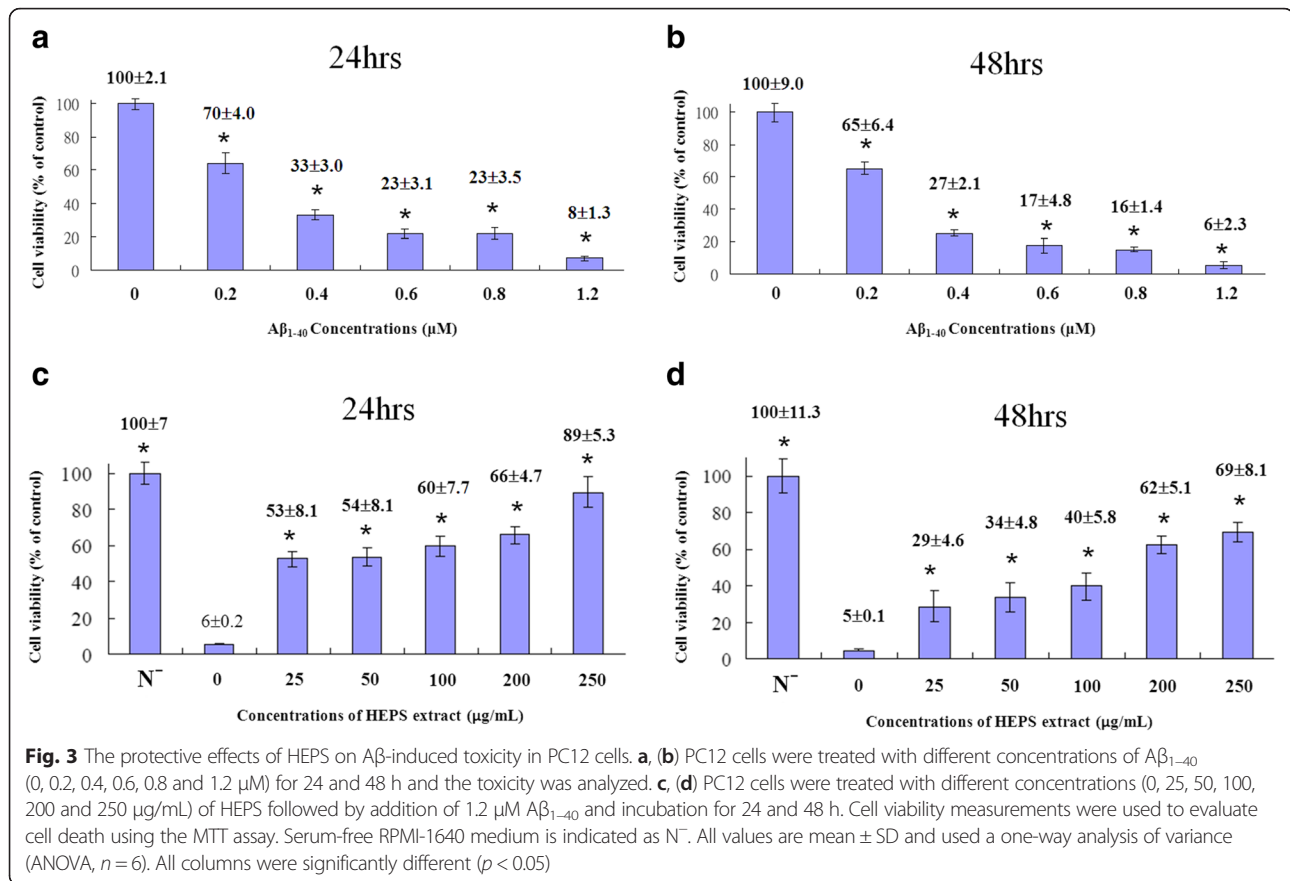 a
24hrs
100±2.1
70±4.0
*
33±3.0
*
23±3.1
*
23±3.5
*
8±1.3
*
Cell viability (% of control)
100
80
60
40
20
0
0 0.2 0.4 0.6 0.8 1.2
Aβ1-40 Concentrations (μM)
b
48hrs
100±9.0
65±6.4
*
27±2.1
*
17±4.8
*
16±1.4
*
6±2.3
*
Cell viability (% of control)
100
80
60
40
20
0
0 0.2 0.4 0.6 0.8 1.2
Aβ1-40 Concentrations (μM)
c
24hrs
100±7
*
6±0.2
53±8.1
*
54±8.1
*
60±7.7
*
66±4.7
*
89±5.3
*
Cell viability (% of control)
100
80
60
40
20
0
N⁻ 0 25 50 100 200 250
Concentrations of HEPS extract (μg/mL)
d
48hrs
100±11.3
*
5±0.1
29±4.6
*
34±4.8
*
40±5.8
*
62±5.1
*
69±8.1
*
Cell viability (% of control)
100
80
60
40
20
0
N⁻ 0 25 50 100 200 250
Concentrations of HEPS extract (μg/mL)
Fig. 3 The protective effects of HEPS on Aβ-induced toxicity in PC12 cells. a, (b) PC12 cells were treated with different concentrations of Aβ1–40
(0, 0.2, 0.4, 0.6, 0.8 and 1.2 μM) for 24 and 48 h and the toxicity was analyzed. c, (d) PC12 cells were treated with different concentrations (0, 25, 50, 100,
200 and 250 μg/mL) of HEPS followed by addition of 1.2 μM Aβ1–40 and incubation for 24 and 48 h. Cell viability measurements were used to evaluate
cell death using the MTT assay. Serum-free RPMI-1640 medium is indicated as N⁻. All values are mean ± SD and used a one-way analysis of variance
(ANOVA, n = 6). All columns were significantly different (p < 0.05)